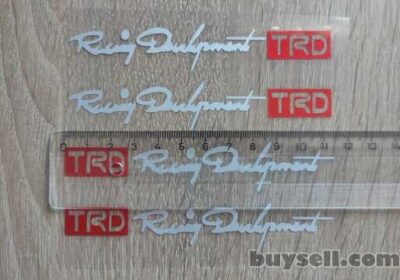 Racing Development TRD
Racing Development TRD
0 1 2 3 4 5 6 7 8 9 10 11 12 13 14
TRD Racing Development
TRD Racing Development
buysell.com